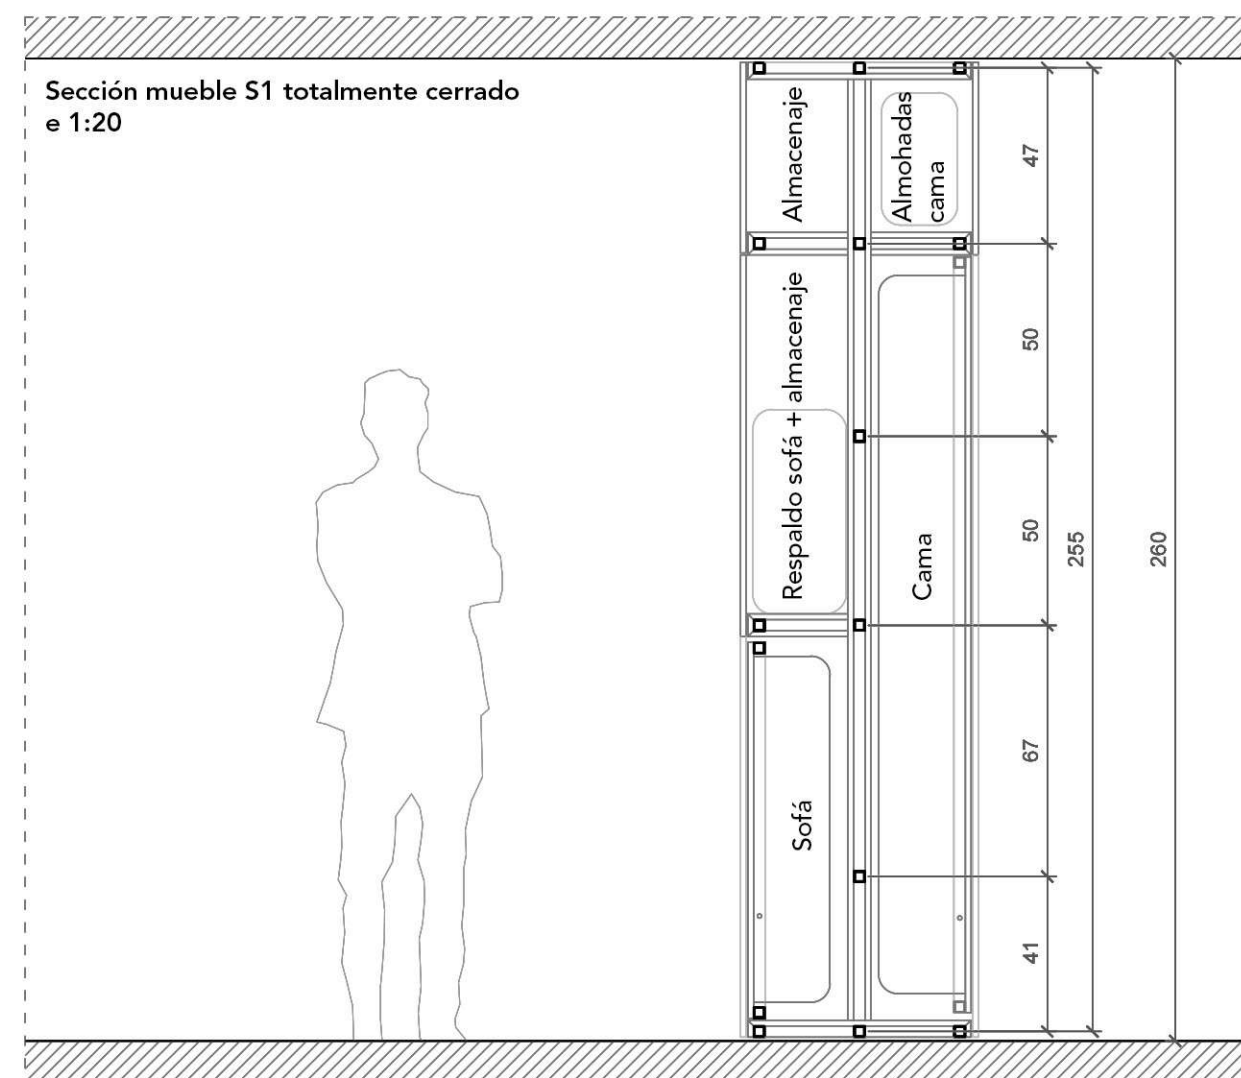 Sección mueble S1 totalmente cerrado
e 1:20
Almacenaje
Almohadas
cama
Respaldo sofá + almacenaje
Cama
Sofá
47
50
50
67
41
255
260